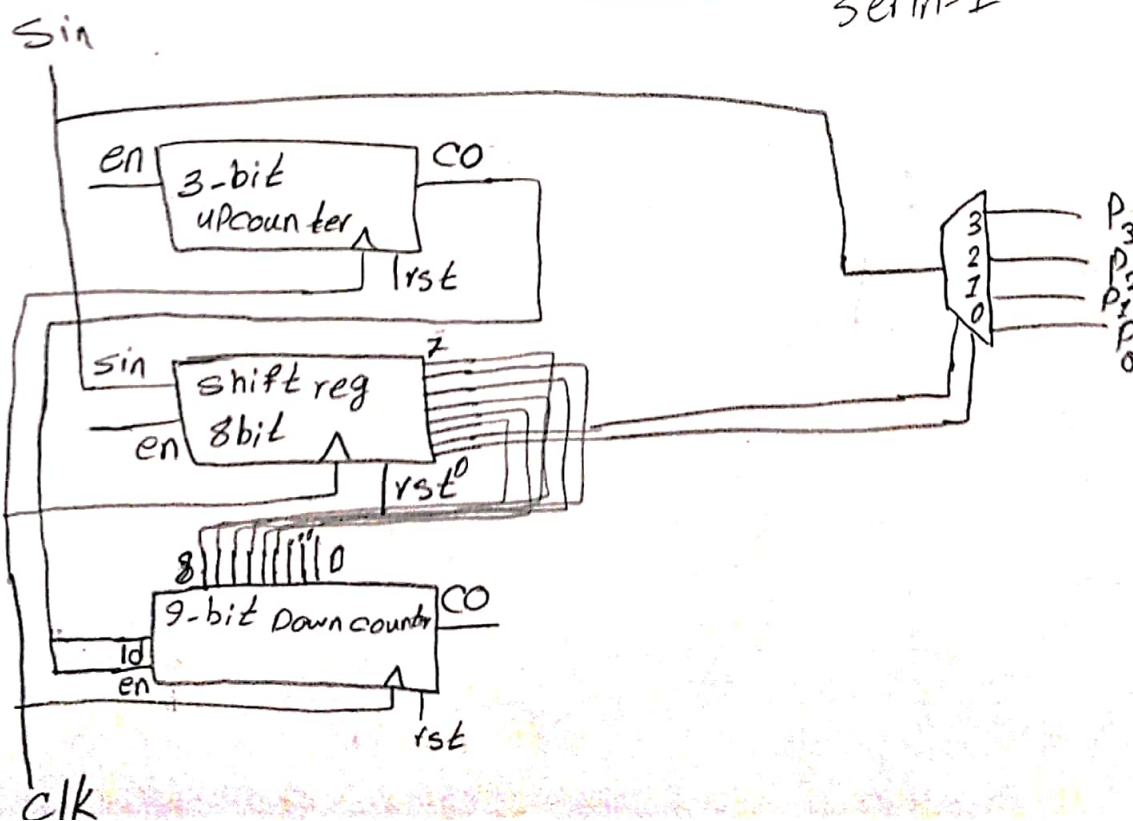 Sin
en
CO
3-bit
upcounter
rst
3
2
1
0
P3
P2
P1
P0
sin
7
shift reg
8bit
en
0
rst
8
0
9-bit Down counter
CO
ld
en
rst
clk